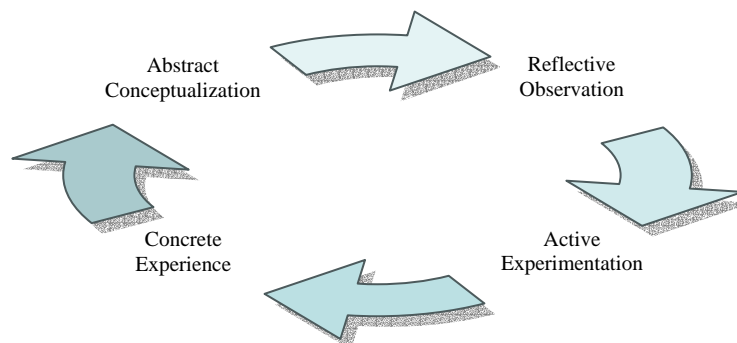 Abstract
Conceptualization
Reflective
Observation
Concrete
Experience
Active
Experimentation